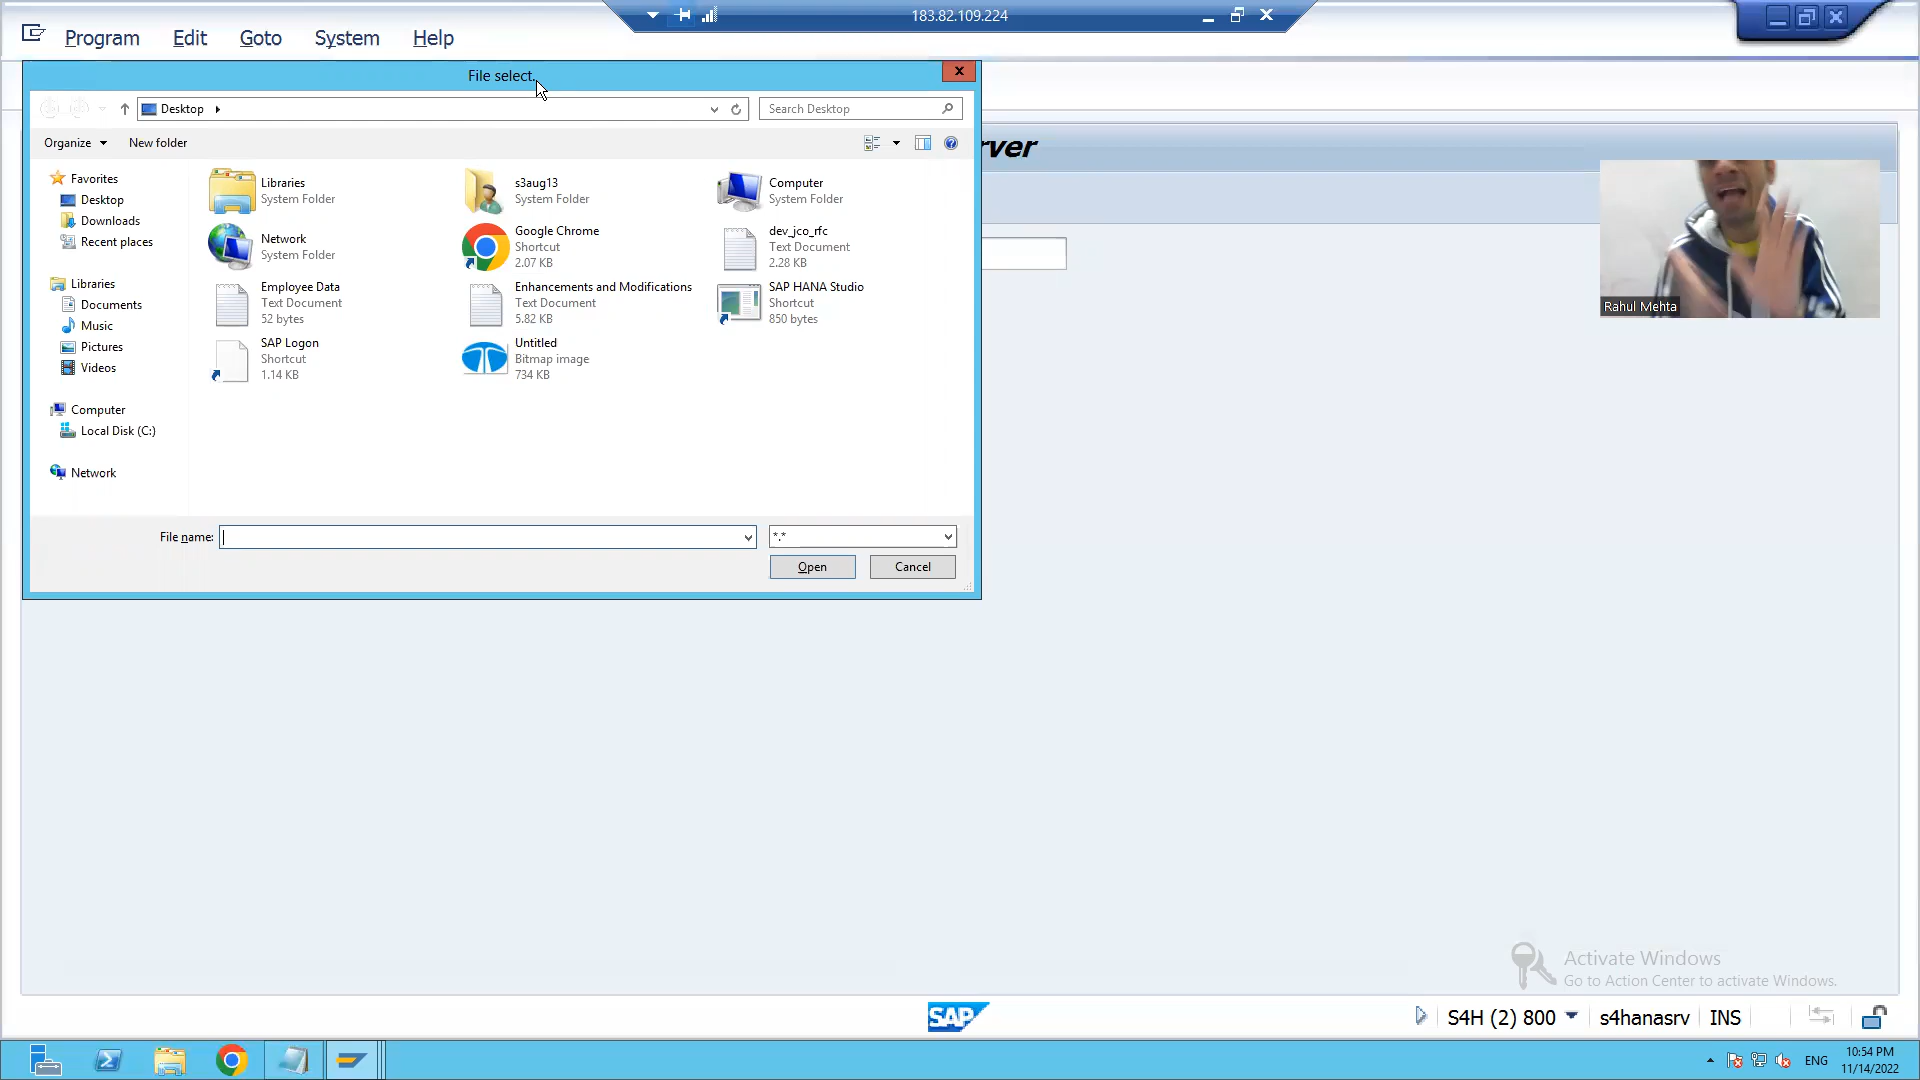 183.82.109.224
Program Edit Goto System Help
File select.
x
Desktop
Search Desktop
Organize New folder
rver
Favorites
Desktop
Downloads
Recent places
Libraries
Documents
Music
Pictures
Videos
Computer
Local Disk (C:)
Network
Libraries
System Folder
s3aug13
System Folder
Computer
System Folder
Network
System Folder
Google Chrome
Shortcut
2.07 KB
dev_jco_rfc
Text Document
2.28 KB
Employee Data
Text Document
52 bytes
Enhancements and Modifications
Text Document
5.82 KB
SAP HANA Studio
Shortcut
850 bytes
SAP Logon
Shortcut
1.14 KB
Untitled
Bitmap image
734 KB
File name:
*.*
Open Cancel
Rahul Mehta
Activate Windows
Go to Action Center to activate Windows.
SAP
S4H (2) 800 s4hanasrv INS
ENG
10:54 PM
11/14/2022